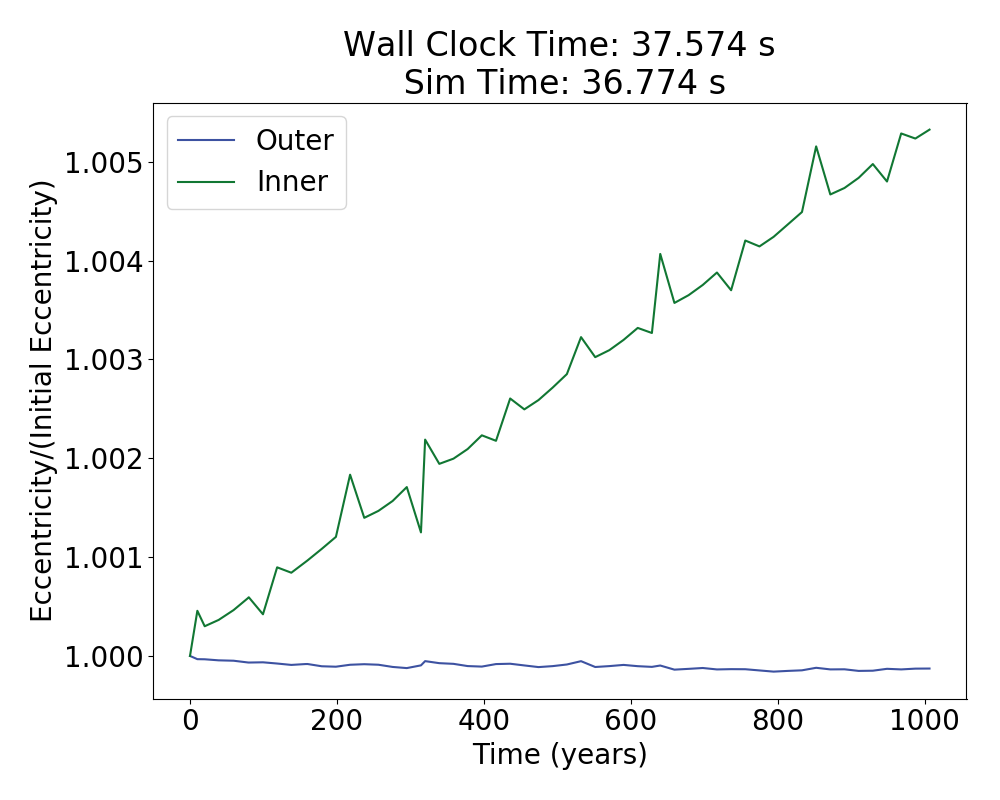 Wall Clock Time: 37.574 s
Sim Time: 36.774 s
Outer
Inner
Eccentricity/(Initial Eccentricity)
1.005
1.004
1.003
1.002
1.001
1.000
0 200 400 600 800 1000
Time (years)